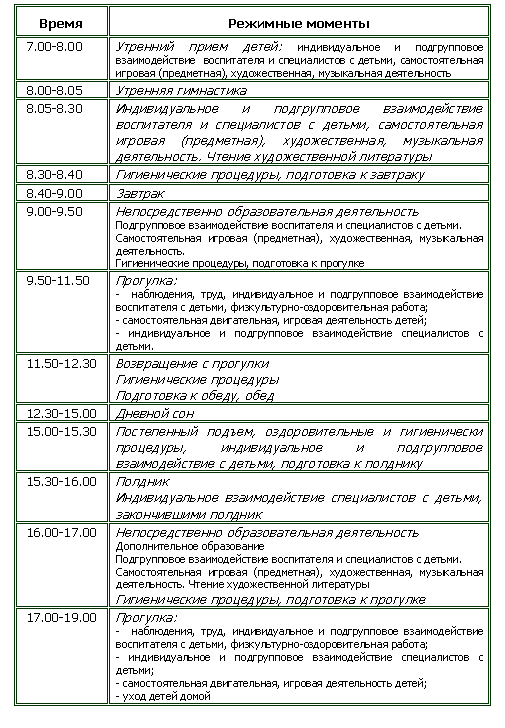 Время Режимные моменты
7.00-8.00 Утренний прием детей: индивидуальное и подгрупповое
взаимодействие воспитателя и специалистов с детьми, самостоятельная
игровая (предметная), художественная, музыкальная деятельность
8.00-8.05 Утренняя гимнастика
8.05-8.30 Индивидуальное и подгрупповое взаимодействие
воспитателя и специалистов с детьми, самостоятельная
игровая (предметная), художественная, музыкальная
деятельность. Чтение художественной литературы
8.30-8.40 Гигиенические процедуры, подготовка к завтраку
8.40-9.00 Завтрак
9.00-9.50 Непосредственно образовательная деятельность
Подгрупповое взаимодействие воспитателя и специалистов с детьми.
Самостоятельная игровая (предметная), художественная, музыкальная
деятельность.
Гигиенические процедуры, подготовка к прогулке
9.50-11.50 Прогулка:
- наблюдения, труд, индивидуальное и подгрупповое взаимодействие
воспитателя с детьми, физкультурно-оздоровительная работа;
- самостоятельная двигательная, игровая деятельность детей;
- индивидуальное и подгрупповое взаимодействие специалистов с
детьми.
11.50-12.30 Возвращение с прогулки
Гигиенические процедуры
Подготовка к обеду, обед
12.30-15.00 Дневной сон
15.00-15.30 Постепенный подъем, оздоровительные и гигиенически
процедуры, индивидуальное и подгрупповое
взаимодействие с детьми, подготовка к полднику
15.30-16.00 Полдник
Индивидуальное взаимодействие специалистов с детьми,
закончившими полдник
16.00-17.00 Непосредственно образовательная деятельность
Дополнительное образование
Подгрупповое взаимодействие воспитателя и специалистов с детьми.
Самостоятельная игровая (предметная), художественная, музыкальная
деятельность. Чтение художественной литературы
Гигиенические процедуры, подготовка к прогулке
17.00-19.00 Прогулка:
- наблюдения, труд, индивидуальное и подгрупповое взаимодействие
воспитателя с детьми, физкультурно-оздоровительная работа;
- индивидуальное и подгрупповое взаимодействие специалистов с
детьми;
- самостоятельная двигательная, игровая деятельность детей;
- уход детей домой